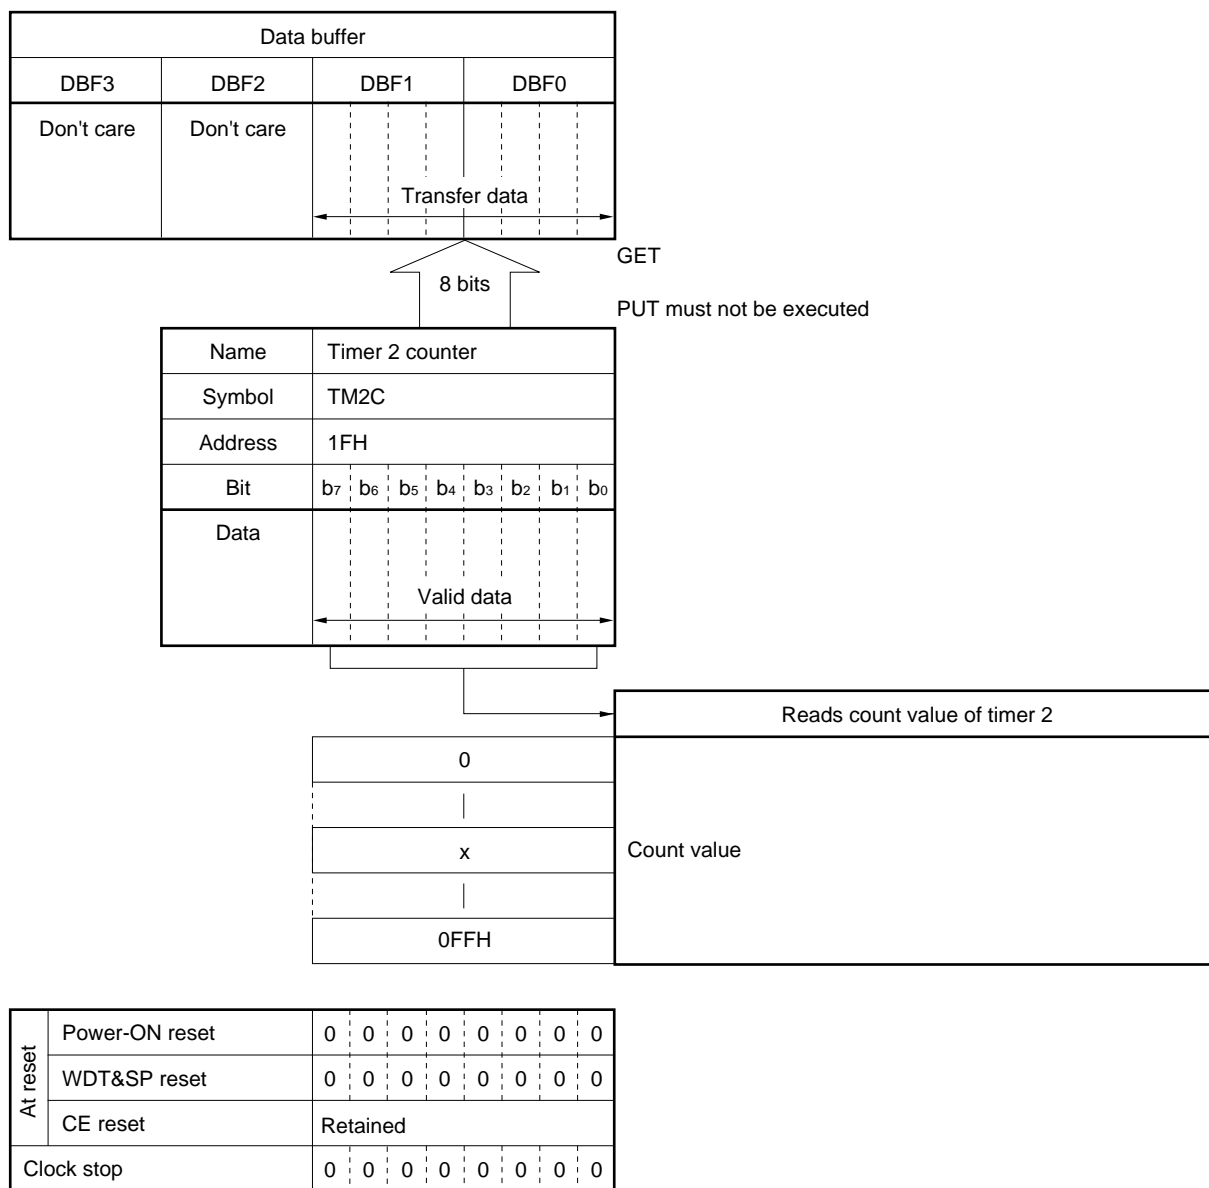 Data buffer
DBF3 DBF2 DBF1 DBF0
Don't care Don't care
Transfer data
GET
8 bits
PUT must not be executed
Name Timer 2 counter
Symbol TM2C
Address 1FH
Bit b7 b6 b5 b4 b3 b2 b1 b0
Data
Valid data
Reads count value of timer 2
0
x
Count value
0FFH
At reset
Power-ON reset 0 0 0 0 0 0 0 0
WDT&SP reset 0 0 0 0 0 0 0 0
CE reset Retained
Clock stop 0 0 0 0 0 0 0 0